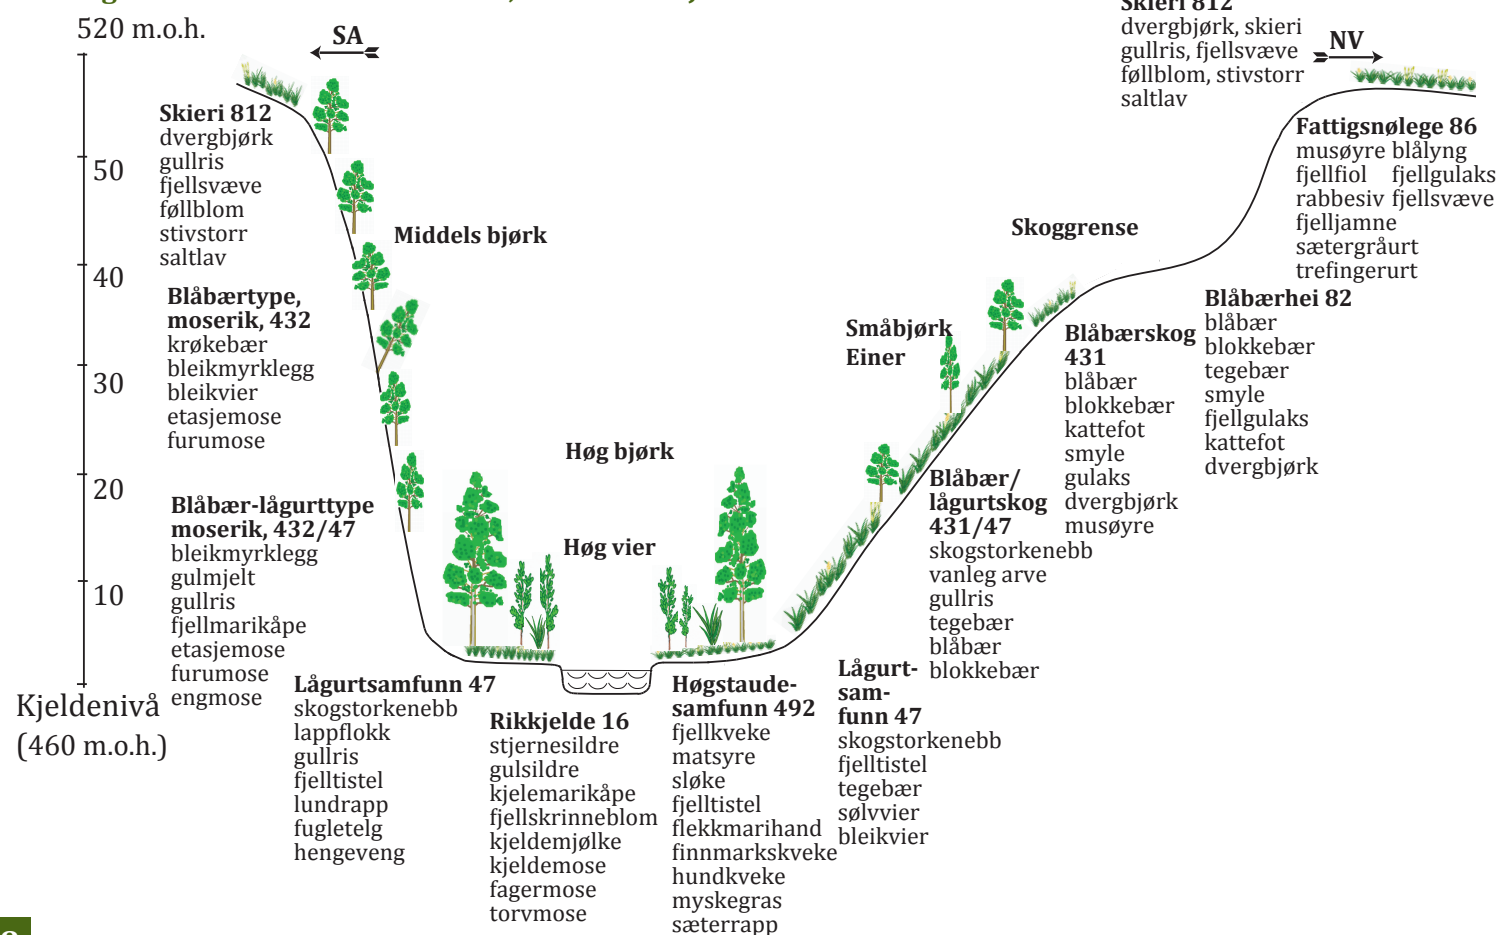 520 m.o.h.
SA
Skieri 812
dvergbjørk, skieri
gullris, fjellsvæve
føllblom, stivstorr
saltlav
NV
Skieri 812
dvergbjørk
gullris
fjellsvæve
føllblom
stivstorr
saltlav
50
40
30
20
10
Kjeldenivå
(460 m.o.h.)
Blåbærtype,
moserik, 432
krøkebær
bleikmyrklegg
bleikvier
etasjemose
furumose
Blåbær-lågurttype
moserik, 432/47
bleikmyrklegg
gulmjelt
gullris
fjellmarikåpe
etasjemose
furumose
engmose
Middels bjørk
Høg bjørk
Høg vier
Småbjørk
Einer
Skoggrense
Lågurtsamfunn 47
skogstorkenebb
lappflokk
gullris
fjelltistel
lundrapp
fugletelg
hengeveng
Rikkjelde 16
stjernesildre
gulsildre
kjelemarikåpe
fjellskrinneblom
kjeldemjølke
kjeldemose
fagermose
torvmose
Høgstaude-
samfunn 492
fjellkveke
matsyre
sløke
fjelltistel
flekkmarihand
finnmarkskveke
hundkveke
myskegras
sæterrapp
Lågurt-
sam-
funn 47
skogstorkenebb
fjelltistel
tegebær
sølvvier
bleikvier
Blåbær/
lågurtskog
431/47
skogstorkenebb
vanleg arve
gullris
tegebær
blåbær
blokkebær
Blåbærskog
431
blåbær
blokkebær
kattefot
smyle
gulaks
dvergbjørk
musøyre
Blåbærhei 82
blåbær
blokkebær
tegebær
smyle
fjellgulaks
kattefot
dvergbjørk
Fattigsnølege 86
musøyre blålyng
fjellfiol fjellgulaks
rabbesiv fjellsvæve
fjelljamne
sætergråurt
trefingerurt